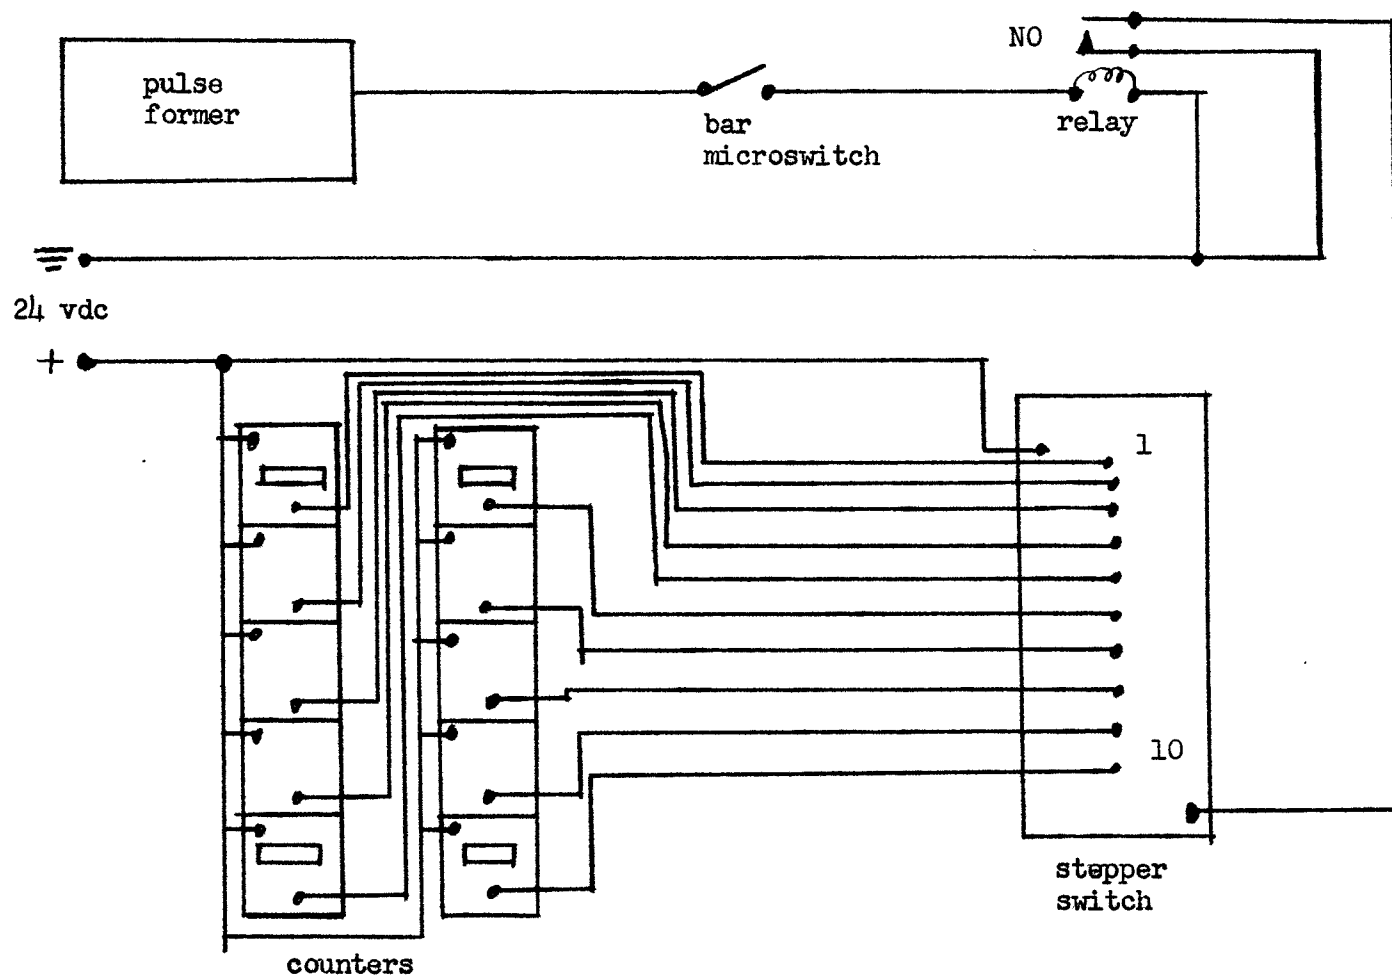 NO
pulse
former
bar
microswitch
relay
24 vdc
+
1
10
stepper
switch
counters